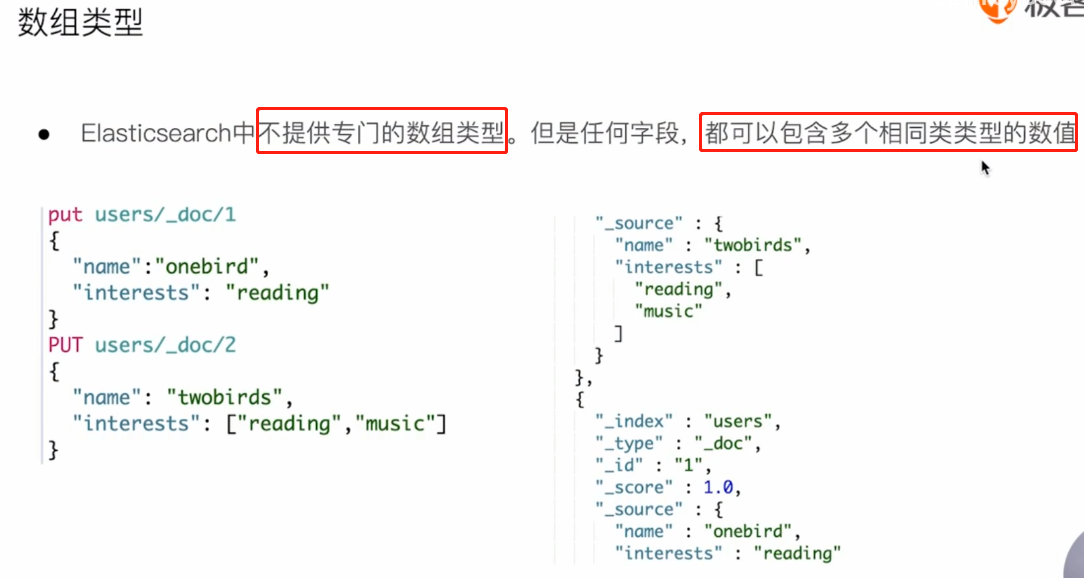 数组类型
极客
● Elasticsearch中不提供专门的数组类型。但是任何字段，都可以包含多个相同类类型的数值
put users/_doc/1
{
"name":"onebird",
"interests": "reading"
}
PUT users/_doc/2
{
"name": "twobirds",
"interests": ["reading","music"]
}
"_source" : {
"name" : "twobirds",
"interests" : [
"reading",
"music"
]
}
},
{
"_index" : "users",
"_type" : "_doc",
"_id" : "1",
"_score" : 1.0,
"_source" : {
"name" : "onebird",
"interests" : "reading"